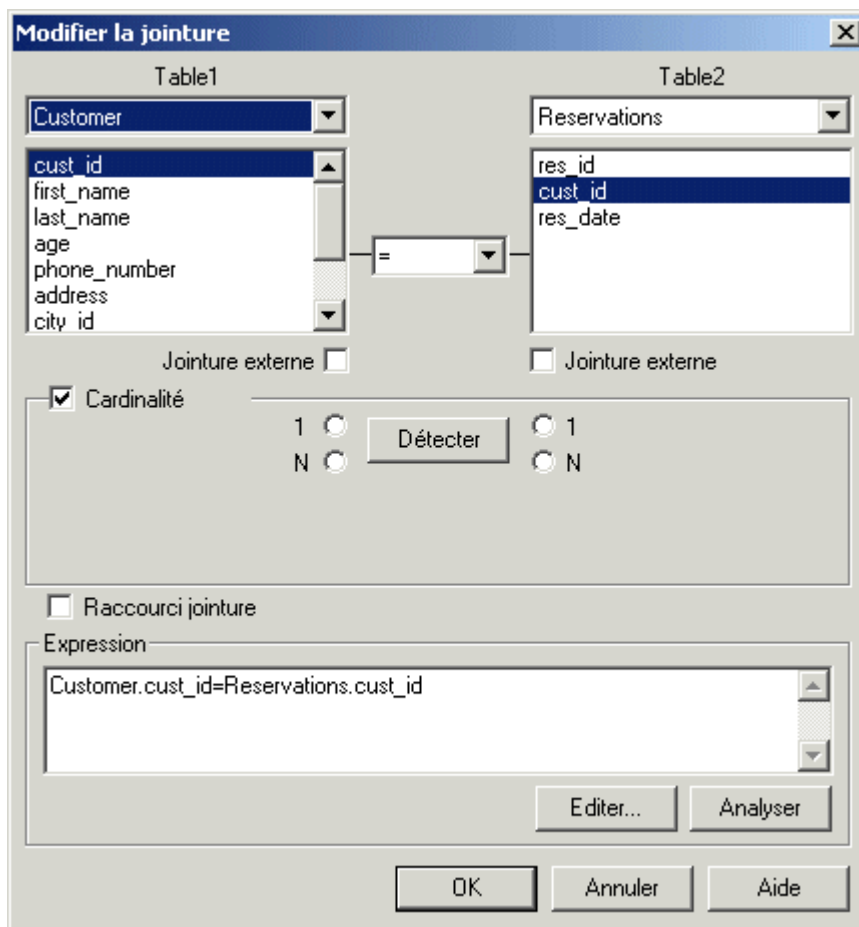 Modifier la jointure
Table1 Table2
Customer Reservations
cust_id res_id
first_name cust_id
last_name res_date
age
= 
phone_number
address
city_id
Jointure externe Jointure externe
Cardinalité
1 Détecter 1
N N
Raccourci jointure
Expression
Customer.cust_id=Reservations.cust_id
Editer... Analyser
OK Annuler Aide